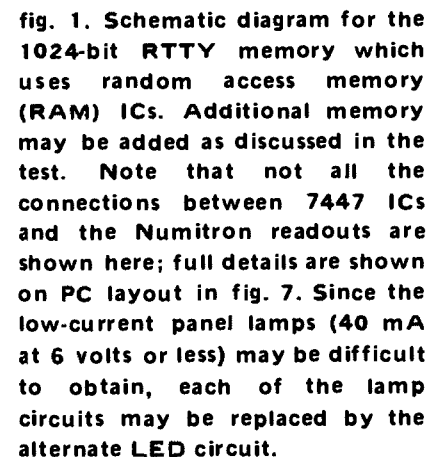 fig. 1. Schematic diagram for the
1024-bit RTTY memory which
uses random access memory
(RAM) ICs. Additional memory
may be added as discussed in the
test. Note that not all the
connections between 7447 ICs
and the Numitron readouts are
shown here; full details are shown
on PC layout in fig. 7. Since the
low-current panel lamps (40 mA
at 6 volts or less) may be difficult
to obtain, each of the lamp
circuits may be replaced by the
alternate LED circuit.